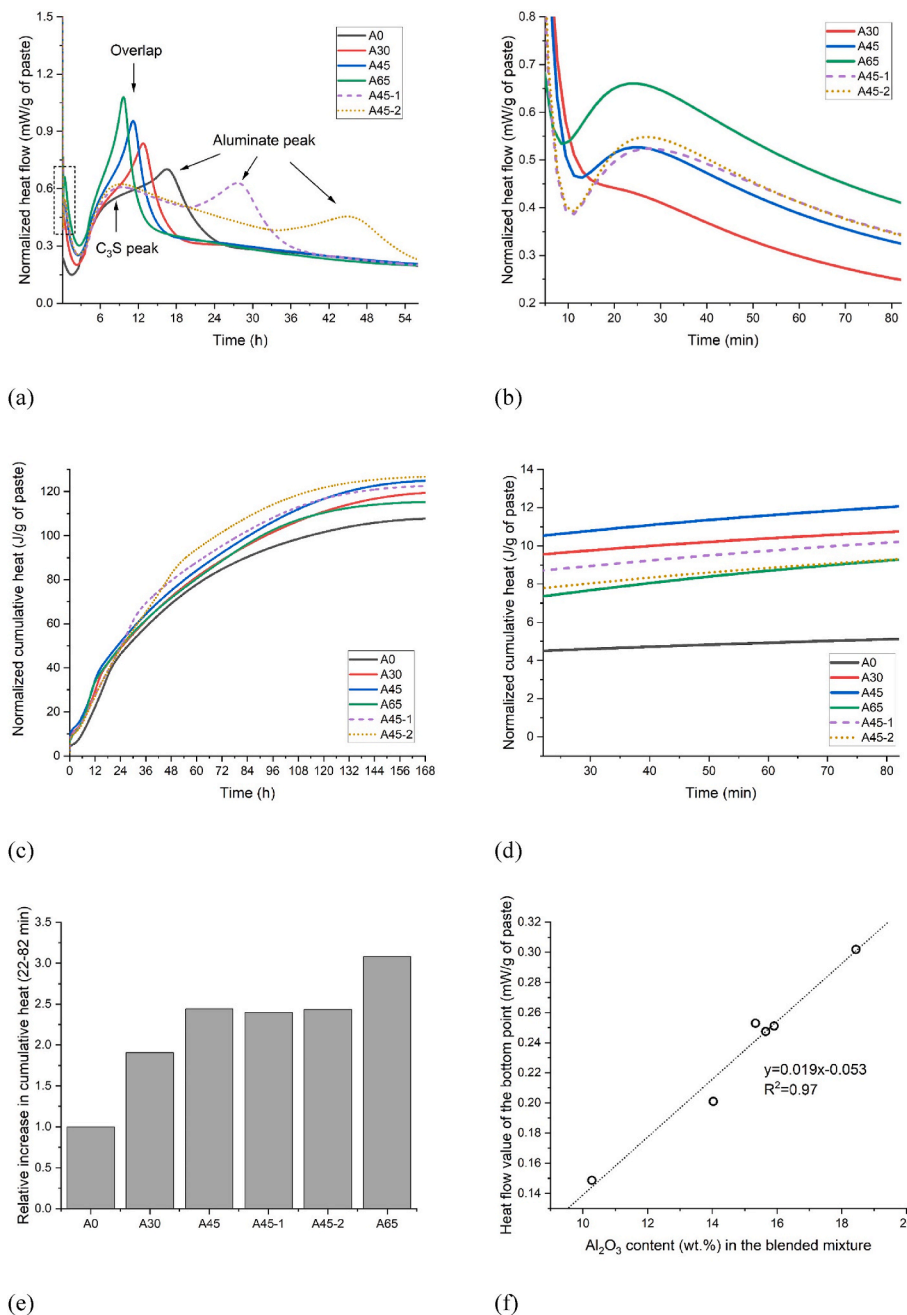 1.5
1.2
0.9
0.6
0.3
0.0
Normalized heat flow (mW/g of paste)
Overlap
Aluminate peak
C₃S peak
A0
A30
A45
A65
A45-1
A45-2
6 12 18 24 30 36 42 48 54
Time (h)
(a)
0.8
0.7
0.6
0.5
0.4
0.3
0.2
Normalized heat flow (mW/g of paste)
A30
A45
A65
A45-1
A45-2
10 20 30 40 50 60 70 80
Time (min)
(b)
120
100
80
60
40
20
0
Normalized cumulative heat (J/g of paste)
A0
A30
A45
A65
A45-1
A45-2
0 12 24 36 48 60 72 84 96 108 120 132 144 156 168
Time (h)
(c)
14
12
10
8
6
4
2
0
Normalized cumulative heat (J/g of paste)
A0
A30
A45
A65
A45-1
A45-2
30 40 50 60 70 80
Time (min)
(d)
3.5
3.0
2.5
2.0
1.5
1.0
0.5
0.0
Relative increase in cumulative heat (22-82 min)
A0 A30 A45 A45-1 A45-2 A65
(e)
0.32
0.30
0.28
0.26
0.24
0.22
0.20
0.18
0.16
0.14
Heat flow value of the bottom point (mW/g of paste)
y=0.019x-0.053
R²=0.97
10 12 14 16 18 2
Al₂O₃ content (wt.%) in the blended mixture
(f)